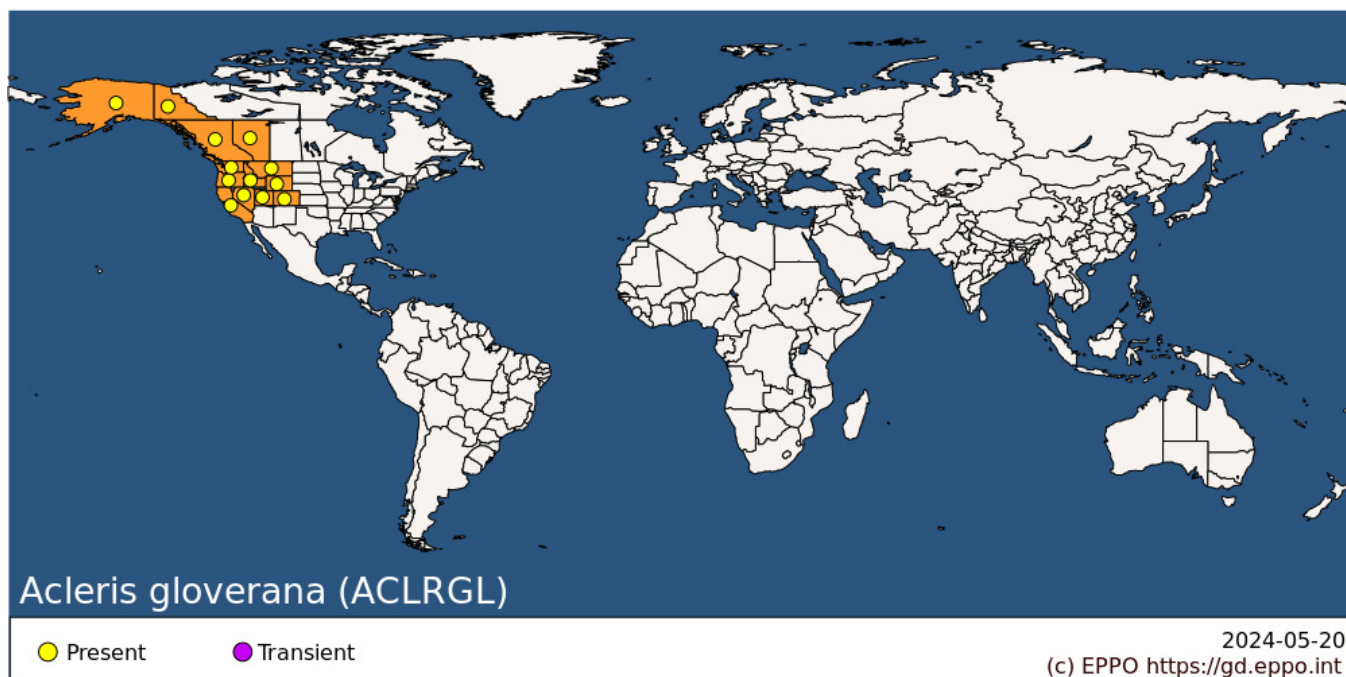 Acleris gloverana (ACLRGL)
Present
Transient
2024-05-20
(c) EPPO https://gd.eppo.int